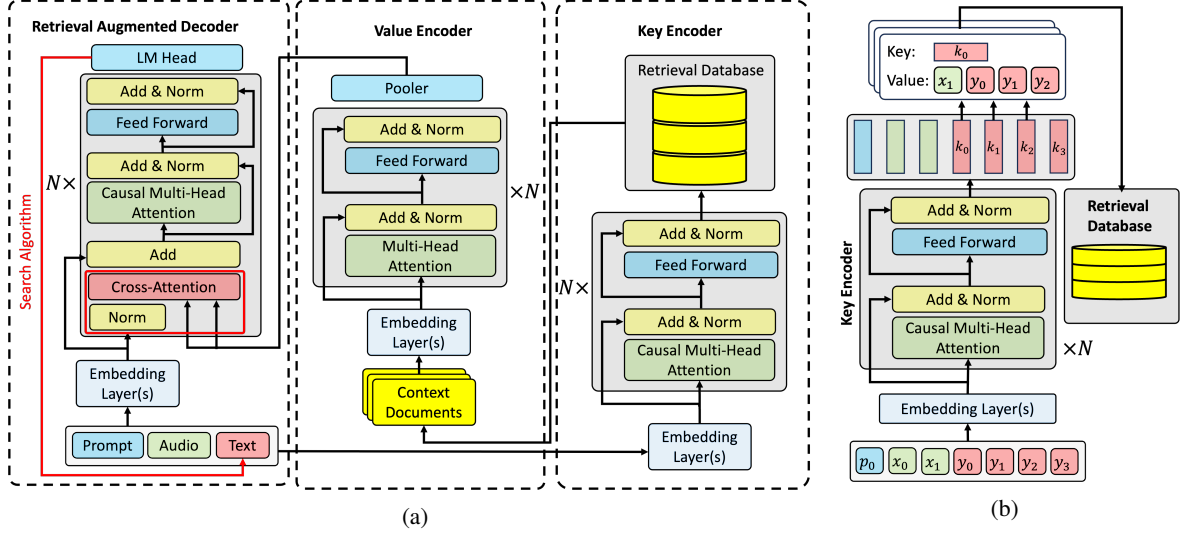 Retrieval Augmented Decoder
LM Head
Add & Norm
Feed Forward
Add & Norm
N×
Causal Multi-Head
Attention
Add
Cross-Attention
Norm
Search Algorithm
Embedding
Layer(s)
Prompt
Audio
Text
Value Encoder
Pooler
Add & Norm
Feed Forward
×N
Add & Norm
Multi-Head
Attention
Embedding
Layer(s)
Context
Documents
Key Encoder
Retrieval Database
Add & Norm
Feed Forward
N×
Add & Norm
Causal Multi-Head
Attention
Embedding
Layer(s)
(a)
Key: k₀
Value: x₁ y₀ y₁ y₂
k₀ k₁ k₂ k₃
Add & Norm
Feed Forward
Key Encoder
Add & Norm
Causal Multi-Head
Attention
×N
Retrieval
Database
Embedding Layer(s)
p₀ x₀ x₁ y₀ y₁ y₂ y₃
(b)